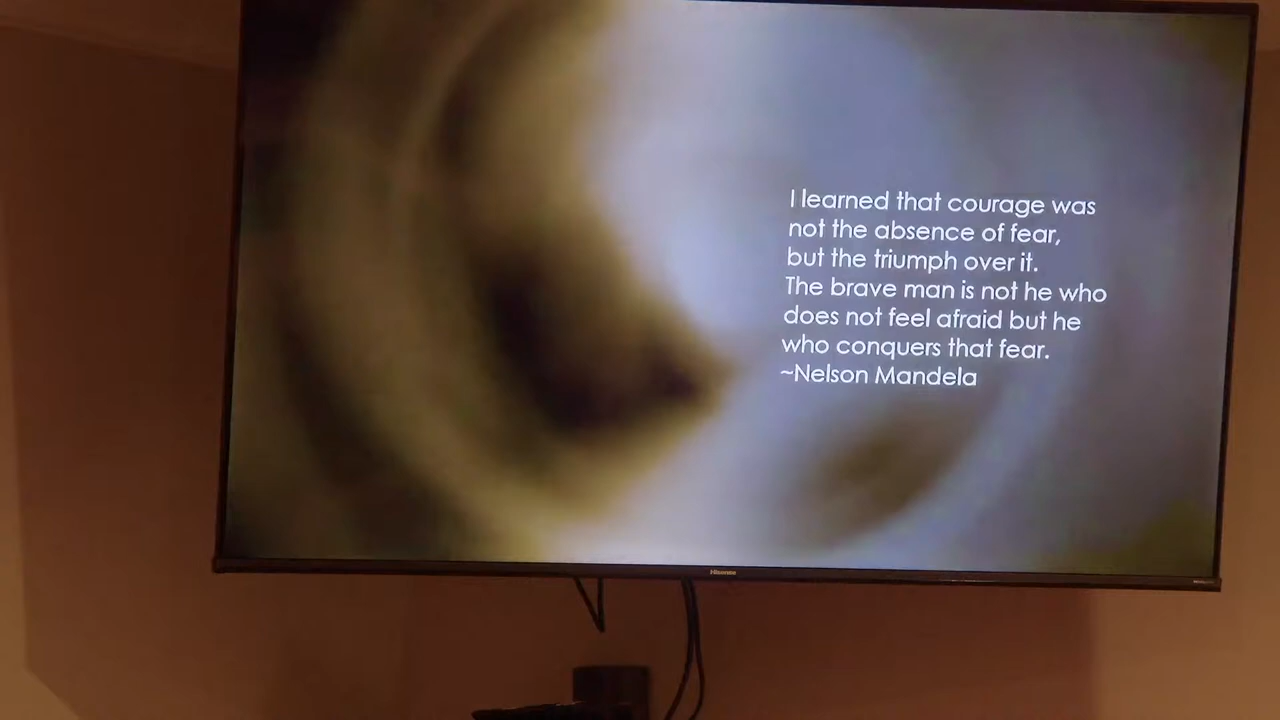 I learned that courage was
not the absence of fear,
but the triumph over it.
The brave man is not he who
does not feel afraid but he
who conquers that fear.
~Nelson Mandela
Hisense